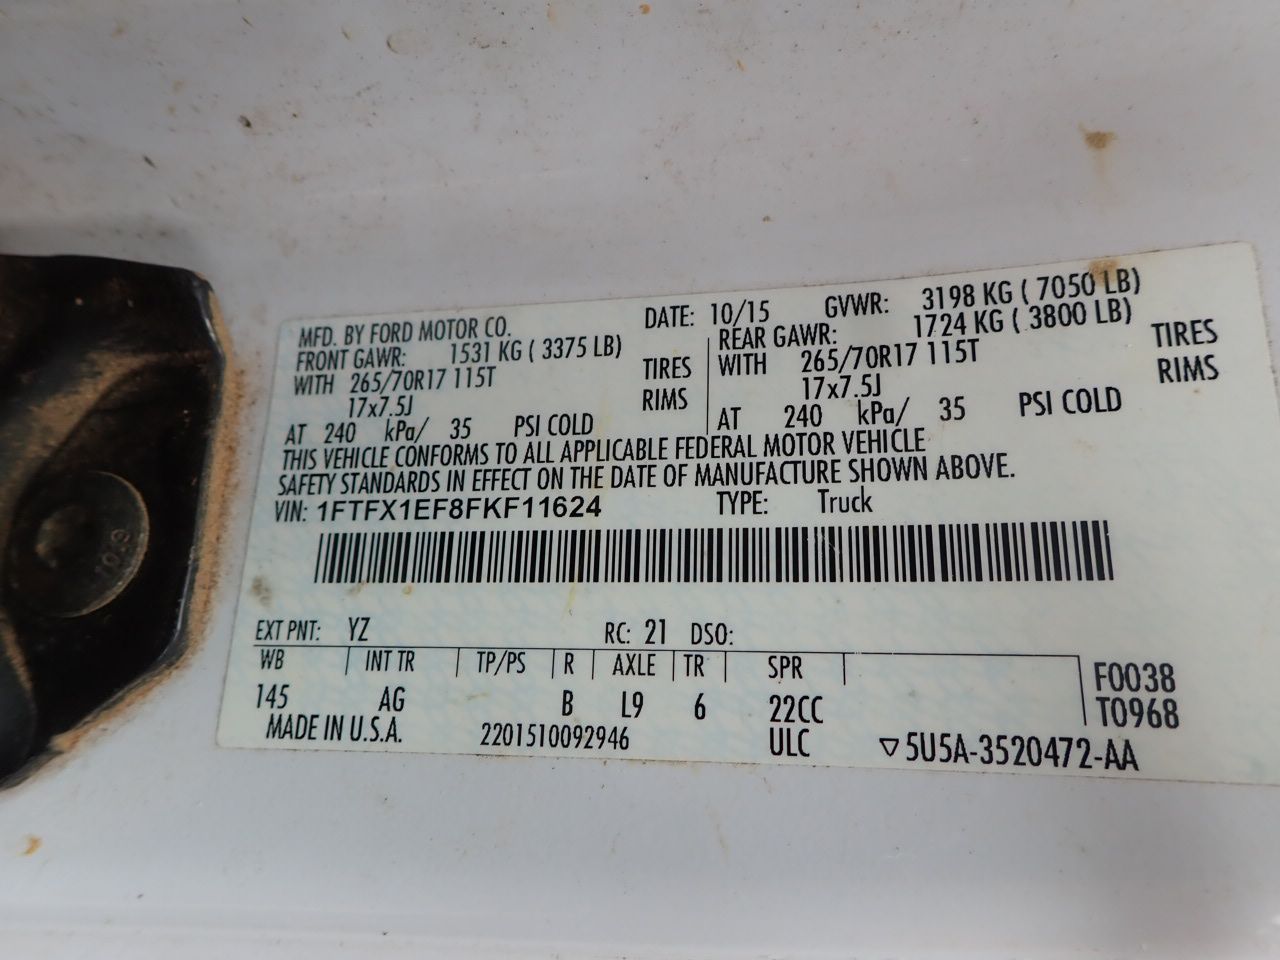 MFD. BY FORD MOTOR CO. DATE: 10/15 GVWR: 3198 KG ( 7050 LB)
FRONT GAWR: 1531 KG ( 3375 LB) REAR GAWR: 1724 KG ( 3800 LB)
WITH 265/70R17 115T TIRES WITH 265/70R17 115T TIRES
17x7.5J RIMS 17x7.5J RIMS
AT 240 kPa/ 35 PSI COLD AT 240 kPa/ 35 PSI COLD
THIS VEHICLE CONFORMS TO ALL APPLICABLE FEDERAL MOTOR VEHICLE
SAFETY STANDARDS IN EFFECT ON THE DATE OF MANUFACTURE SHOWN ABOVE.
VIN: 1FTFX1EF8FKF11624 TYPE: Truck
EXT PNT: YZ RC: 21 DSO:
WB INT TR TP/PS R AXLE TR SPR F0038
145 AG B L9 6 22CC T0968
MADE IN U.S.A. 2201510092946 ULC ▽5U5A-3520472-AA